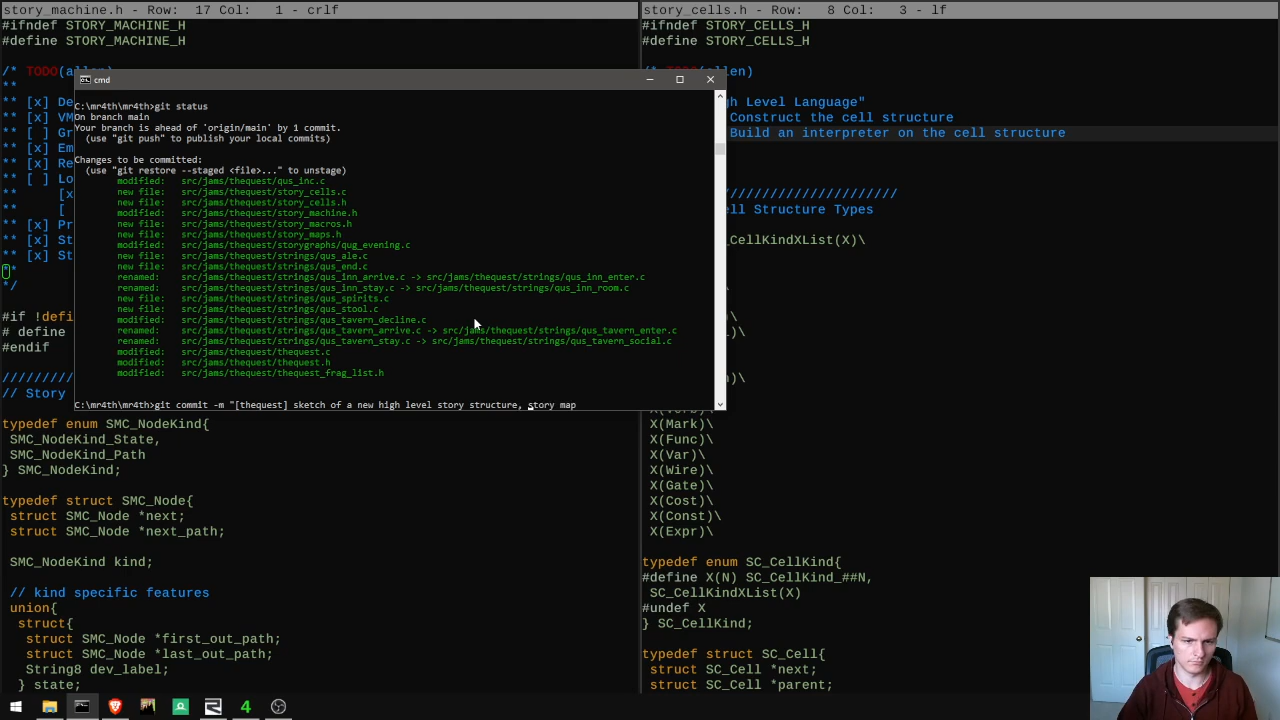 story_machine.h - Row: 17 Col: 1 - crlf
#ifndef STORY_MACHINE_H
#define STORY_MACHINE_H
/* TODO(
**
** [x] De
** [x] VM
** [ ] Gr
** [x] Em
** [x] Re
** [ ] Lo
[x
[
** [x] Pr
** [x] St
** [x] St
**
*/
#if !defi
# define
#endif
/////////
// Story
typedef enum SMC_NodeKind{
SMC_NodeKind_State,
SMC_NodeKind_Path
} SMC_NodeKind;
typedef struct SMC_Node{
struct SMC_Node *next;
struct SMC_Node *next_path;
SMC_NodeKind kind;
// kind specific features
union{
struct{
struct SMC_Node *first_out_path;
struct SMC_Node *last_out_path;
String8 dev_label;
} state;
cmd
C:\mr4th\mr4th>git status
On branch main
Your branch is ahead of 'origin/main' by 1 commit.
(use "git push" to publish your local commits)
Changes to be committed:
(use "git restore --staged <file>..." to unstage)
modified: src/jams/thequest/qus_inc.c
new file: src/jams/thequest/story_cells.c
new file: src/jams/thequest/story_cells.h
modified: src/jams/thequest/story_machine.h
new file: src/jams/thequest/story_macros.h
new file: src/jams/thequest/story_maps.h
modified: src/jams/thequest/storygraphs/qug_evening.c
new file: src/jams/thequest/strings/qus_ale.c
new file: src/jams/thequest/strings/qus_end.c
renamed: src/jams/thequest/strings/qus_inn_arrive.c -> src/jams/thequest/strings/qus_inn_enter.c
renamed: src/jams/thequest/strings/qus_inn_stay.c -> src/jams/thequest/strings/qus_inn_room.c
new file: src/jams/thequest/strings/qus_spirits.c
new file: src/jams/thequest/strings/qus_stool.c
modified: src/jams/thequest/strings/qus_tavern_decline.c
renamed: src/jams/thequest/strings/qus_tavern_arrive.c -> src/jams/thequest/strings/qus_tavern_enter.c
renamed: src/jams/thequest/strings/qus_tavern_stay.c -> src/jams/thequest/strings/qus_tavern_social.c
modified: src/jams/thequest/thequest.c
modified: src/jams/thequest/thequest.h
modified: src/jams/thequest/thequest_frag_list.h
C:\mr4th\mr4th>git commit -m "[thequest] sketch of a new high level story structure, story map
story_cells.h - Row: 8 Col: 3 - lf
#ifndef STORY_CELLS_H
#define STORY_CELLS_H
len)
gh Level Language"
Construct the cell structure
Build an interpreter on the cell structure
//////////////////////
ell Structure Types
_CellKindXList(X)\
)\
n)\
X(Mark)\
X(Func)\
X(Var)\
X(Wire)\
X(Gate)\
X(Cost)\
X(Const)\
X(Expr)\
typedef enum SC_CellKind{
#define X(N) SC_CellKind_##N,
SC_CellKindXList(X)
#undef X
} SC_CellKind;
typedef struct SC_Cell{
struct SC_Cell *next;
struct SC_Cell *parent;
4